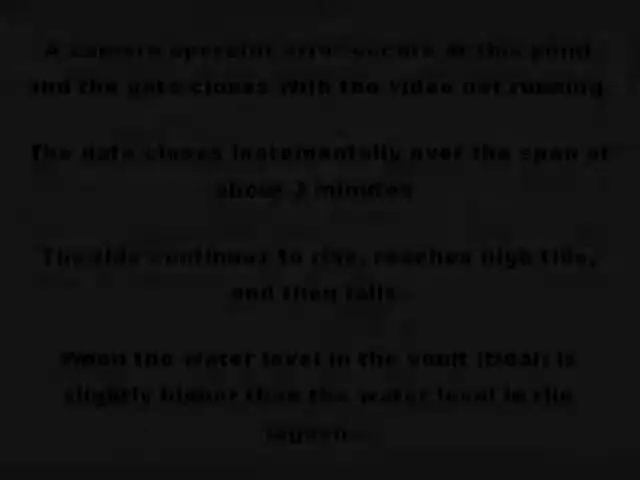 A camera operator error occurs at this point
and the gate closes with the video not running
The gate closes incrementally over the span of
about 2 minutes
The tide continues to rise, reaches high tide,
and then falls.
When the water level in the vault is
slightly higher than the water level in the
lagoon...